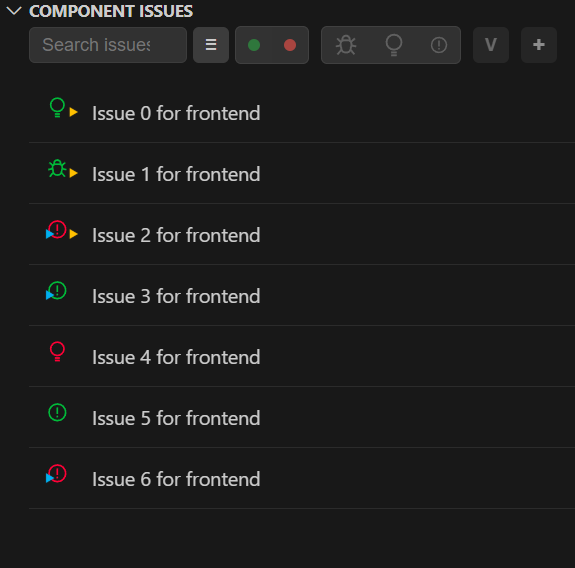 COMPONENT ISSUES
Search issues
V +
Issue 0 for frontend
Issue 1 for frontend
Issue 2 for frontend
Issue 3 for frontend
Issue 4 for frontend
Issue 5 for frontend
Issue 6 for frontend